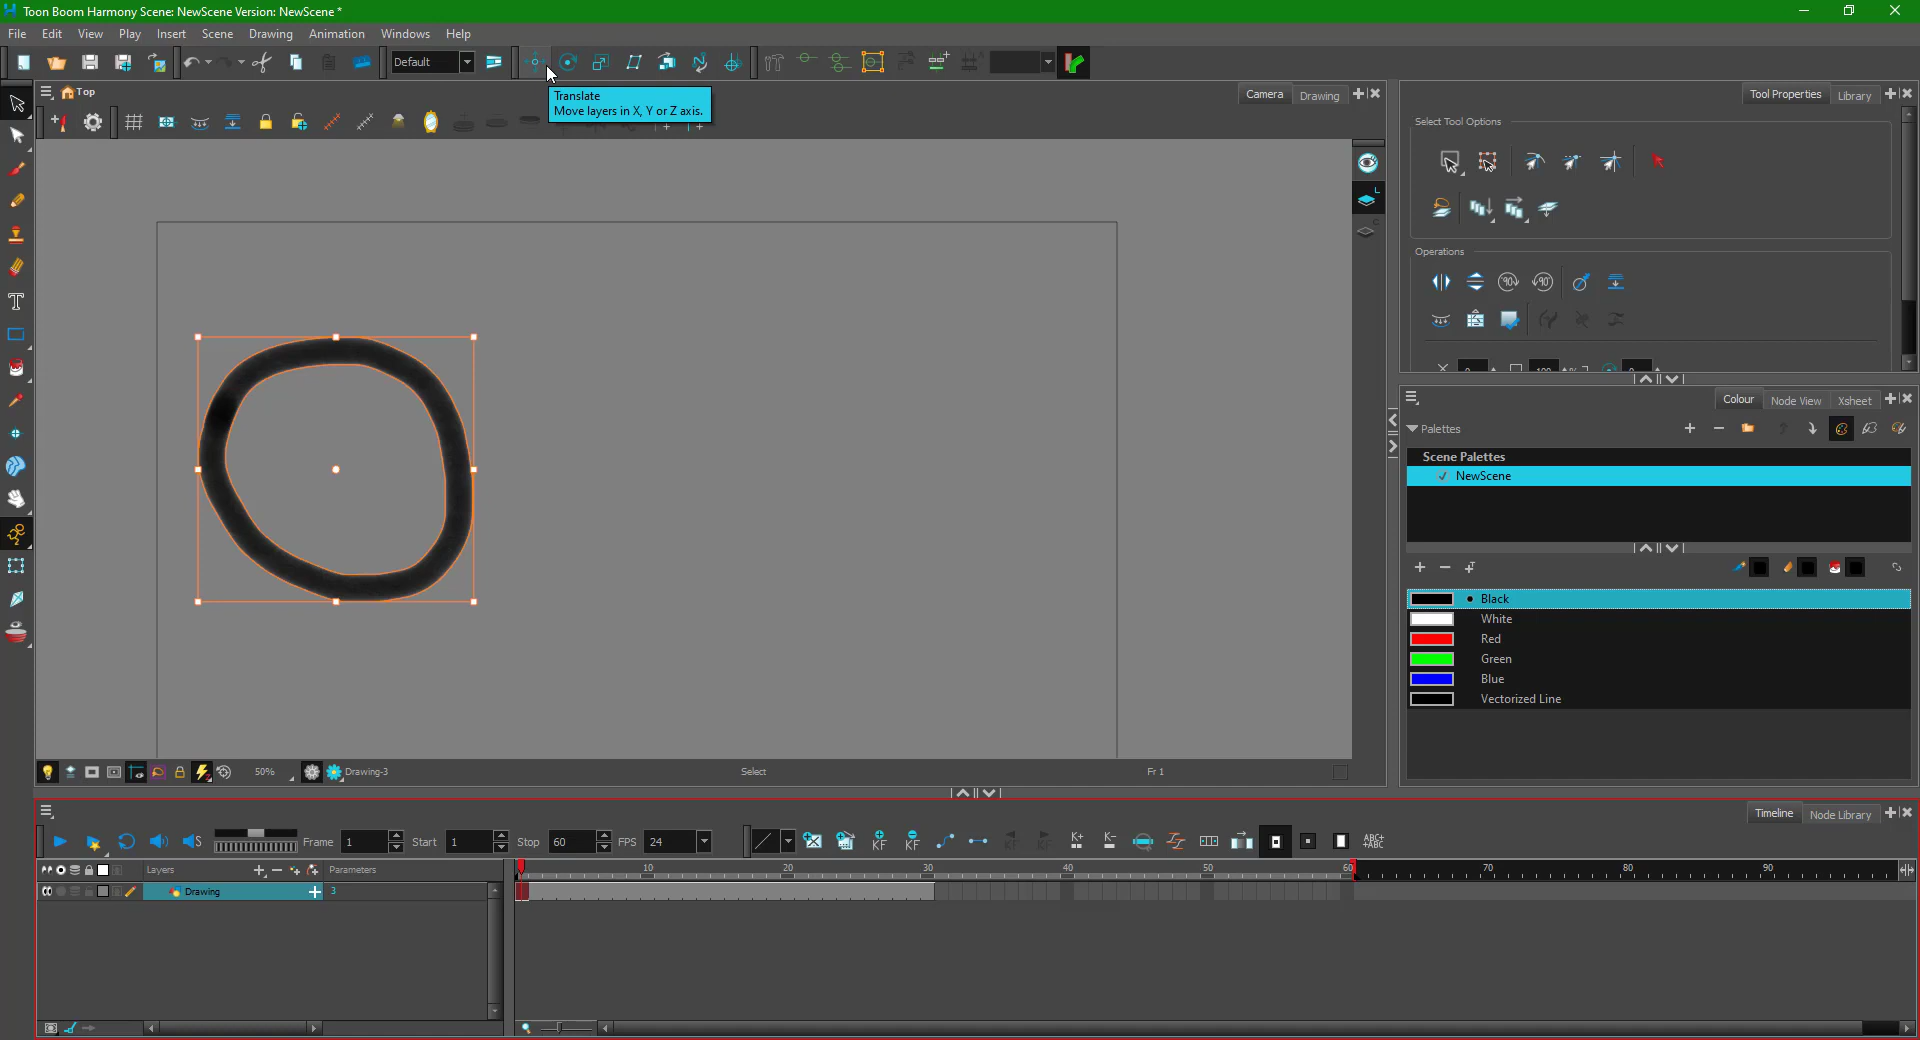 Toon Boom Harmony Scene: NewScene Version: NewScene *
File Edit View Play Insert Scene Drawing Animation Windows Help
Default
Top
Translate
Move layers in X, Y or Z axis.
Camera Drawing
Tool Properties Library
Select Tool Options
Operations
Colour Node View Xsheet
Palettes
Scene Palettes
NewScene
Black
White
Red
Green
Blue
Vectorized Line
50% Drawing-3 Select Fr 1
Timeline Node Library
Frame 1 Start 1 Stop 60 FPS 24
Layers Parameters 10 20 30 40 50 60 70 80 90
Drawing 3